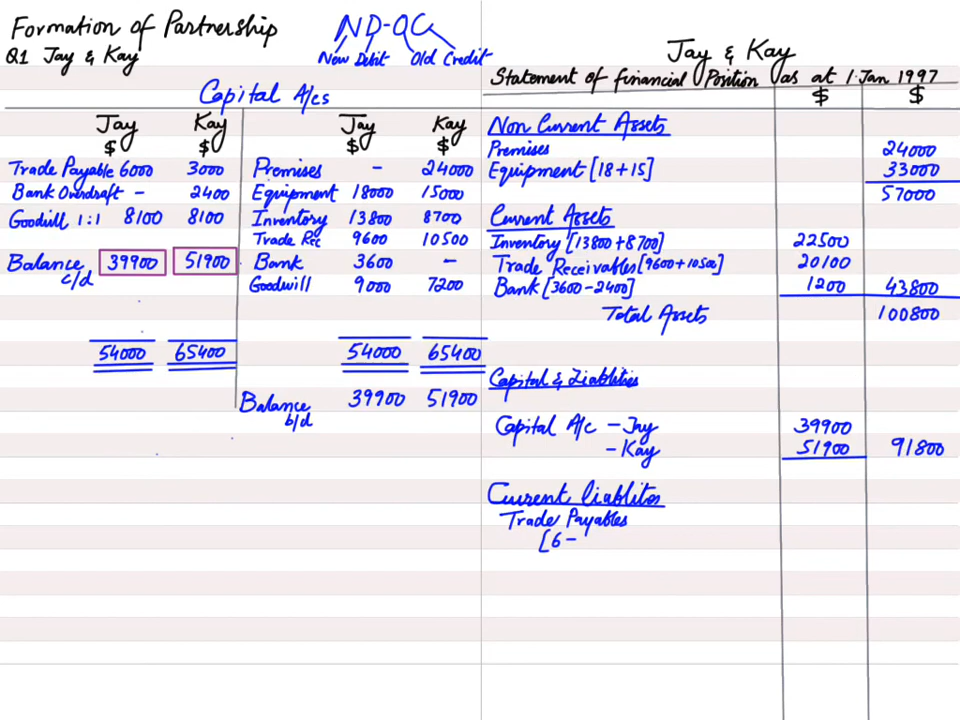 Formation of Partnership
Q1 Jay & Kay
ND-OC
New Debit Old Credit
Capital A/cs
Jay Kay Jay Kay
$ $ $ $
Trade Payable 6000 3000 Premises - 24000
Bank Overdraft - 2400 Equipment 18000 15000
Goodwill 1:1 8100 8100 Inventory 13800 8700
Trade Rec 9600 10500
Balance c/d 39900 51900 Bank 3600 -
Goodwill 9000 7200
54000 65400 54000 65400
Balance b/d 39900 51900
Jay & Kay
Statement of Financial Position as at 1 Jan 1997
$ $
Non Current Assets
Premises 24000
Equipment [18+15] 33000
57000
Current Assets
Inventory [13800+8700] 22500
Trade Receivables [9600+10500] 20100
Bank [3600-2400] 1200 43800
Total Assets 100800
Capital & Liablities
Capital A/c - Jay 39900
- Kay 51900 91800
Current liablites
Trade Payables
[6-